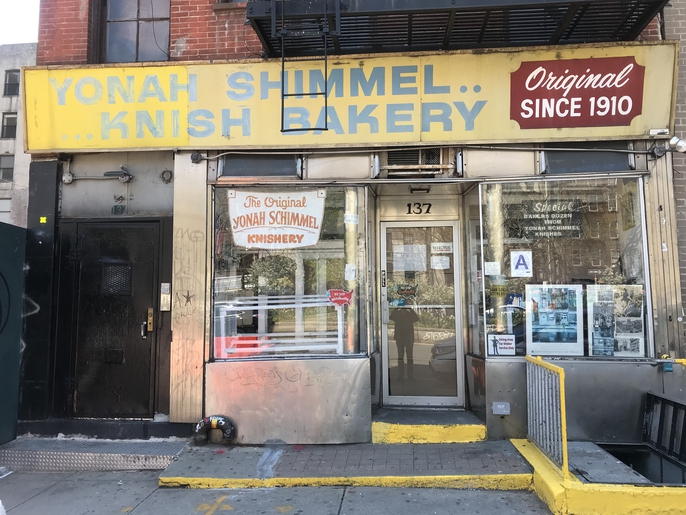 YONAH SHIMMEL..
...KNISH BAKERY
Original
SINCE 1910
The Original
YONAH SCHIMMEL
KNISHERY
137
Special
BAKERS DOZEN
YONAH SCHIMMEL
KNISHES
A